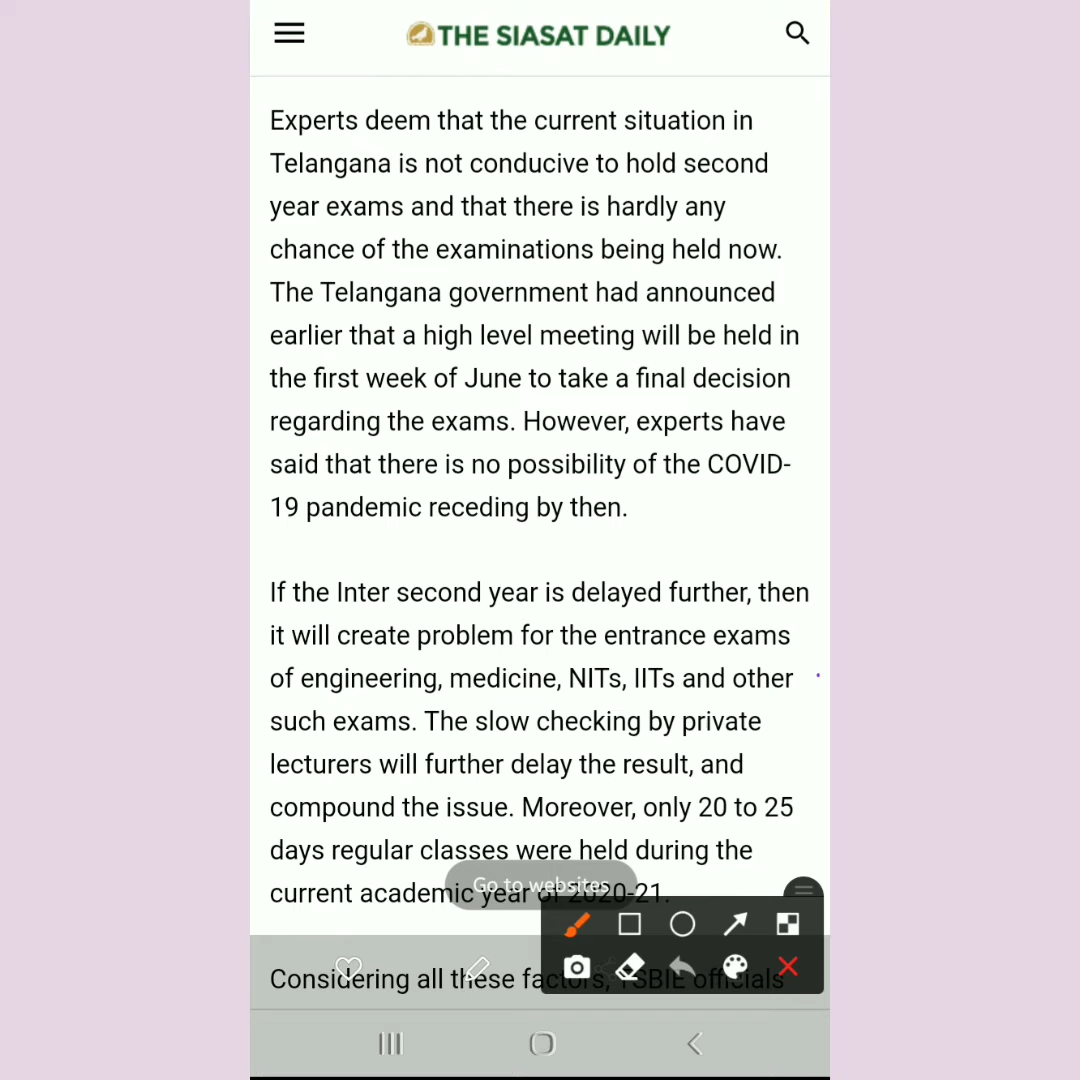 THE SIASAT DAILY
Experts deem that the current situation in
Telangana is not conducive to hold second
year exams and that there is hardly any
chance of the examinations being held now.
The Telangana government had announced
earlier that a high level meeting will be held in
the first week of June to take a final decision
regarding the exams. However, experts have
said that there is no possibility of the COVID-
19 pandemic receding by then.
If the Inter second year is delayed further, then
it will create problem for the entrance exams
of engineering, medicine, NITs, IITs and other
such exams. The slow checking by private
lecturers will further delay the result, and
compound the issue. Moreover, only 20 to 25
days regular classes were held during the
Go to websites
current academic year of 2020-21.
Considering all these factors, TSBIE officials